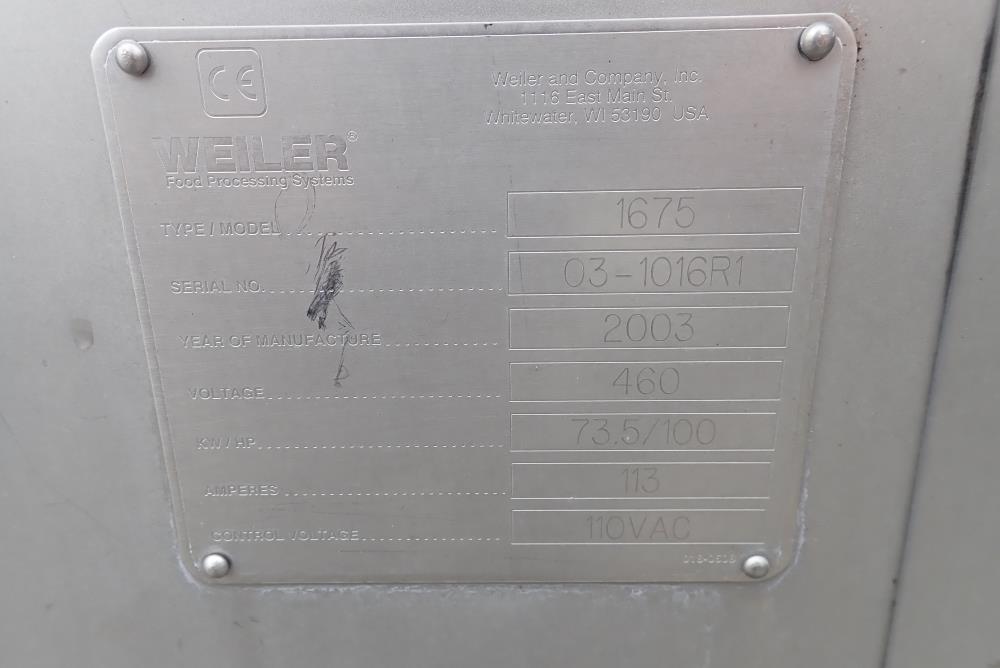 CE
Weiler and Company, Inc.
1116 East Main St.
Whitewater, WI 53190 USA
WEILER®
Food Processing Systems
TYPE / MODEL 1675
SERIAL NO. 03-1016R1
YEAR OF MANUFACTURE 2003
VOLTAGE 460
KW / HP 73.5/100
AMPERES 113
CONTROL VOLTAGE 110VAC